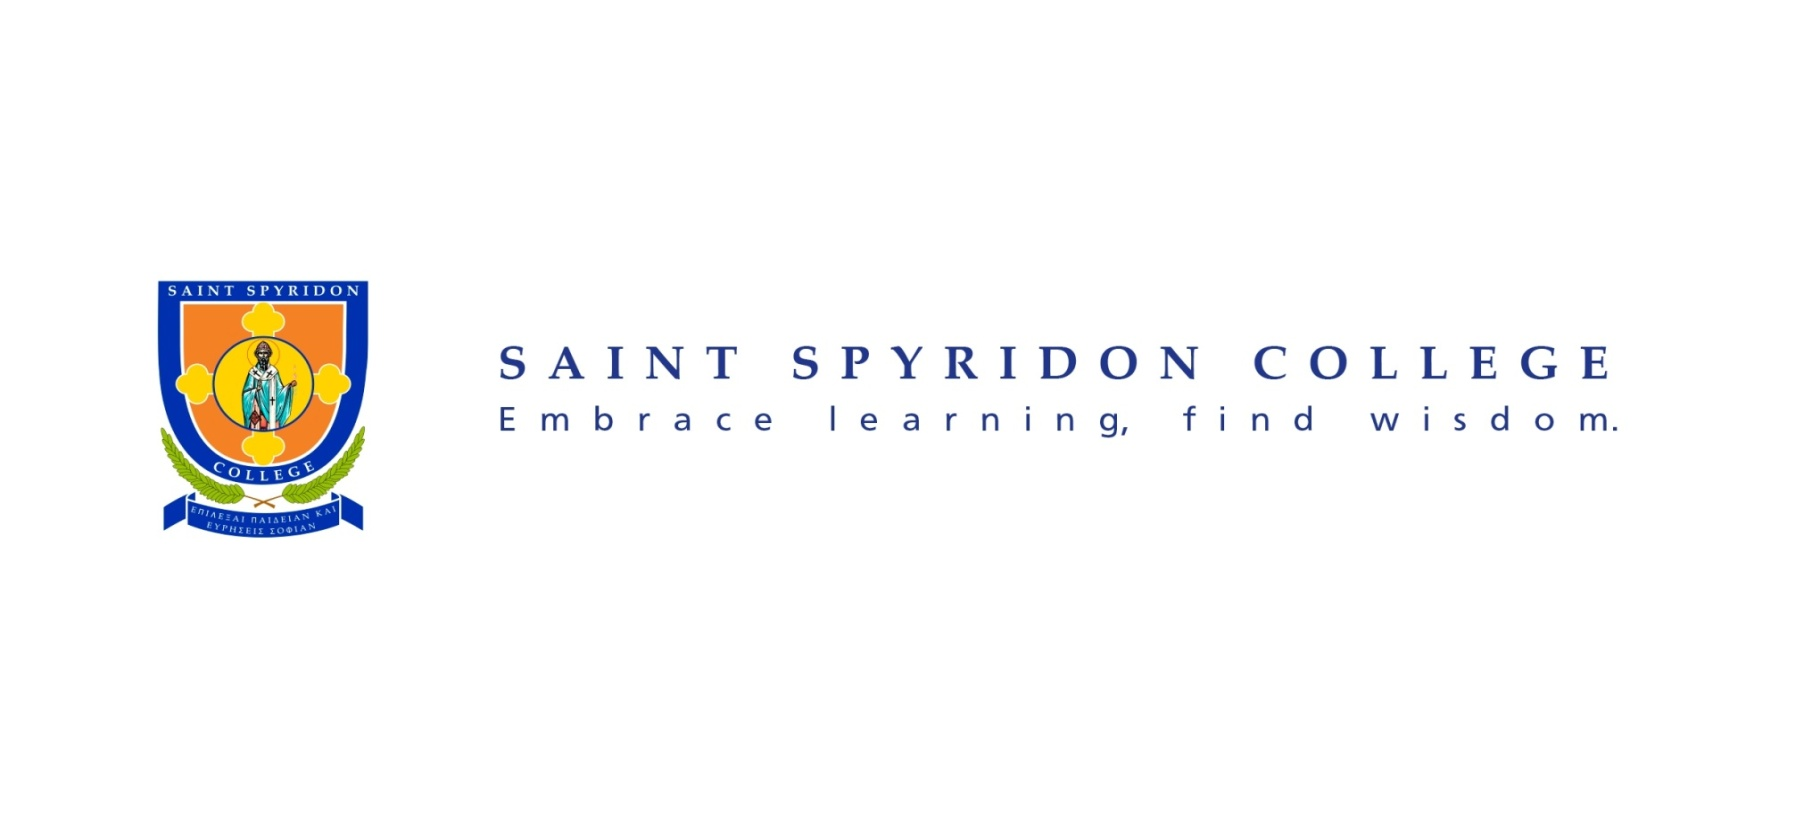 SAINT SPYRIDON
COLLEGE
ΕΠΙΛΕΞΑΙ ΠΑΙΔΕΙΑΝ ΚΑΙ
ΕΥΡΗΣΕΙΣ ΣΟΦΙΑΝ
SAINT SPYRIDON COLLEGE
Embrace learning, find wisdom.